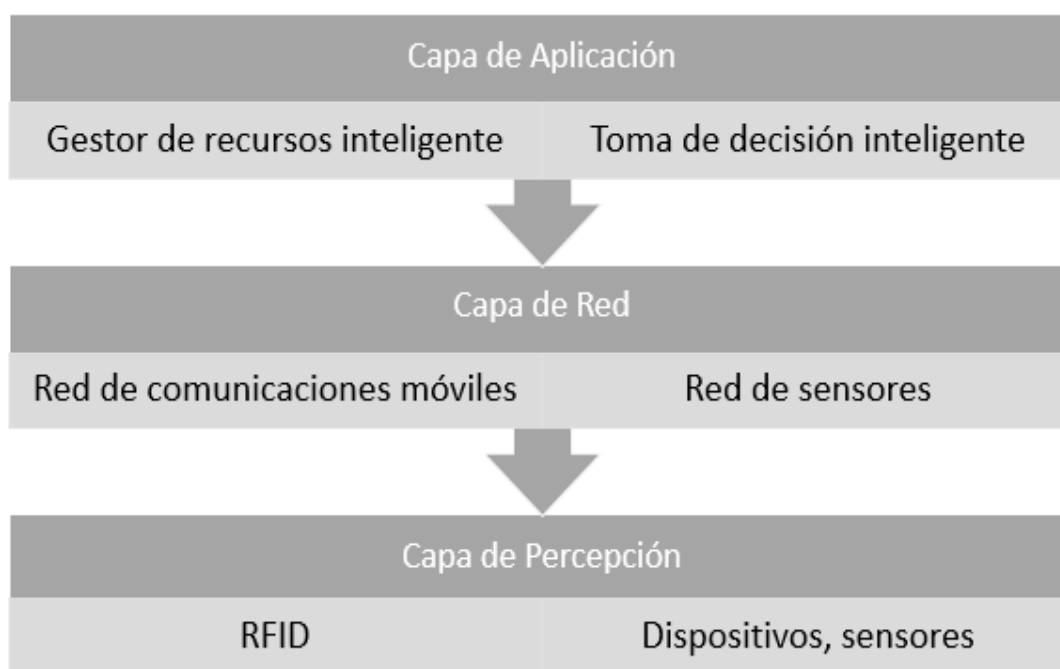 Capa de Aplicación
Gestor de recursos inteligente
Toma de decisión inteligente
Capa de Red
Red de comunicaciones móviles
Red de sensores
Capa de Percepción
RFID
Dispositivos, sensores